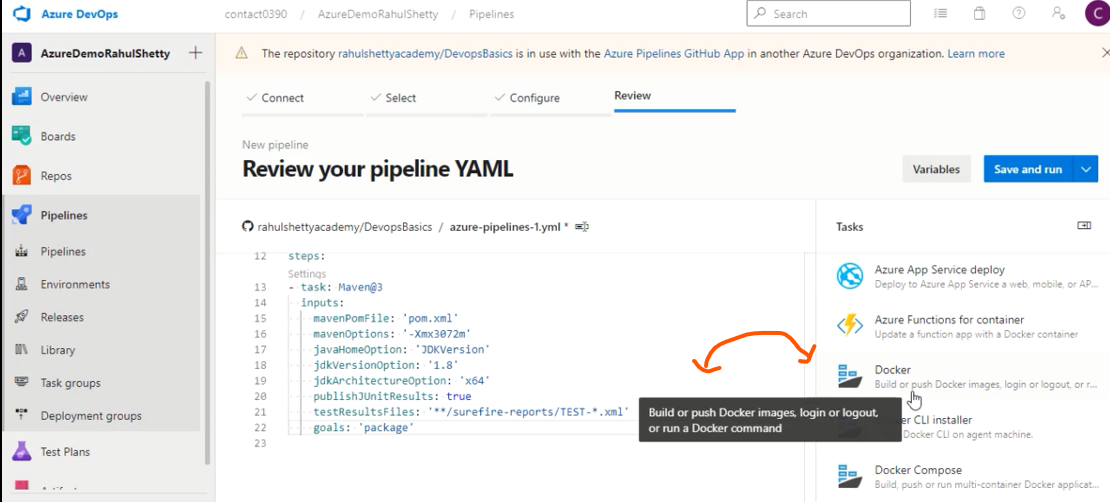 Azure DevOps
contact0390 / AzureDemoRahulShetty / Pipelines
Search
C
A AzureDemoRahulShetty +
The repository rahulshettyacademy/DevopsBasics is in use with the Azure Pipelines GitHub App in another Azure DevOps organization. Learn more
Overview
Boards
Repos
Pipelines
Pipelines
Environments
Releases
Library
Task groups
Deployment groups
Test Plans
Connect
Select
Configure
Review
New pipeline
Review your pipeline YAML
Variables
Save and run
rahulshettyacademy/DevopsBasics / azure-pipelines-1.yml *
12 steps:
Settings
13 - task: Maven@3
14 inputs:
15 mavenPomFile: 'pom.xml'
16 mavenOptions: '-Xmx3072m'
17 javaHomeOption: 'JDKVersion'
18 jdkVersionOption: '1.8'
19 jdkArchitectureOption: 'x64'
20 publishJUnitResults: true
21 testResultsFiles: '**/surefire-reports/TEST-*.xml'
22 goals: 'package'
23
Build or push Docker images, login or logout,
or run a Docker command
Tasks
Azure App Service deploy
Deploy to Azure App Service a web, mobile, or AP...
Azure Functions for container
Update a function app with a Docker container
Docker
Build or push Docker images, login or logout, or r...
CLI installer
Docker CLI on agent machine.
Docker Compose
Build, push or run multi-container Docker applicat...